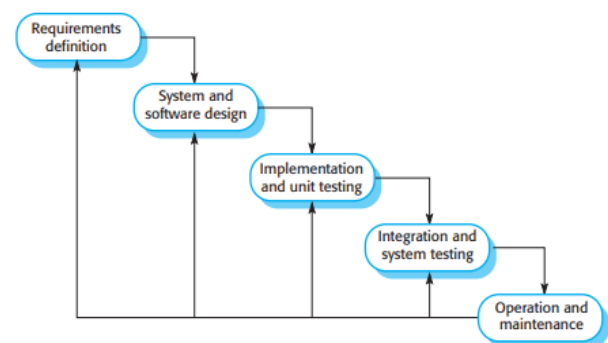 Requirements
definition
System and
software design
Implementation
and unit testing
Integration and
system testing
Operation and
maintenance